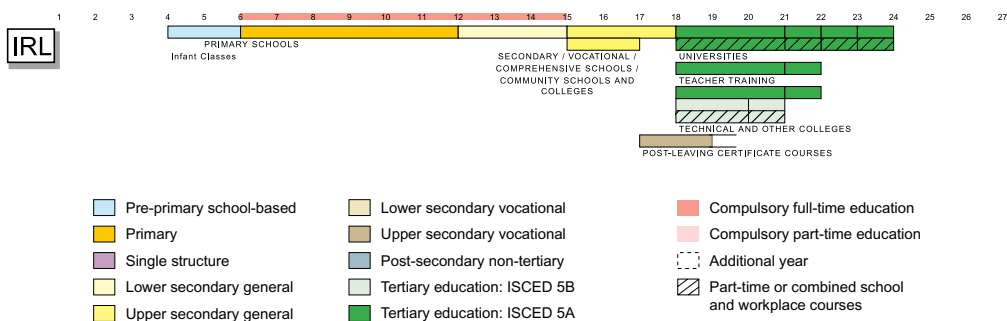 1 2 3 4 5 6 7 8 9 10 11 12 13 14 15 16 17 18 19 20 21 22 23 24 25 26 27
IRL
PRIMARY SCHOOLS
Infant Classes
SECONDARY / VOCATIONAL /
COMPREHENSIVE SCHOOLS /
COMMUNITY SCHOOLS AND
COLLEGES
UNIVERSITIES
TEACHER TRAINING
TECHNICAL AND OTHER COLLEGES
POST-LEAVING CERTIFICATE COURSES
Pre-primary school-based
Primary
Single structure
Lower secondary general
Upper secondary general
Lower secondary vocational
Upper secondary vocational
Post-secondary non-tertiary
Tertiary education: ISCED 5B
Tertiary education: ISCED 5A
Compulsory full-time education
Compulsory part-time education
Additional year
Part-time or combined school
and workplace courses